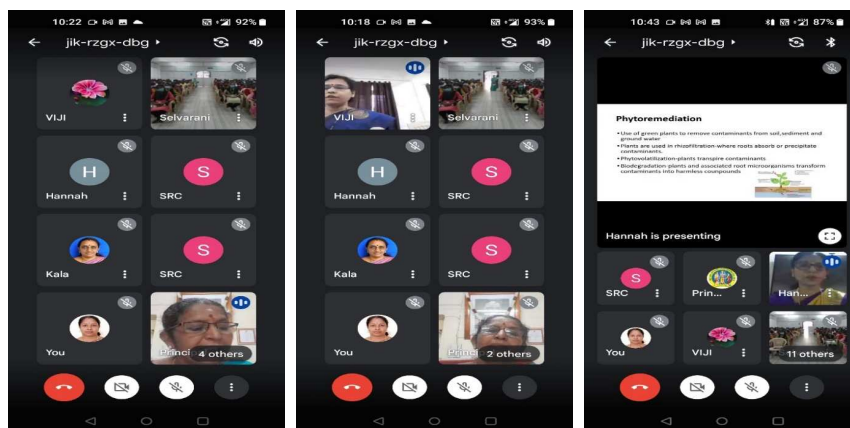 10:22
92%
jik-rzgx-dbg
VIJI
Selvarani
H
Hannah
S
SRC
Kala
S
SRC
You
Princi
4 others
10:18
93%
jik-rzgx-dbg
VIJI
Selvarani
H
Hannah
S
SRC
Kala
S
SRC
You
Princi
2 others
10:43
87%
jik-rzgx-dbg
Phytoremediation
•Use of green plants to remove contaminants from soil,sediment and
ground water
•Plants are used in rhizofiltration-where roots absorb or precipitate
contaminants.
•Phytovolatilization-plants transpire contaminants
•Biodegradation-plants and associated root microorganisms transform
contaminants into harmless coumpounds
Hannah is presenting
S
SRC
Prin...
Han...
You
VIJI
11 others